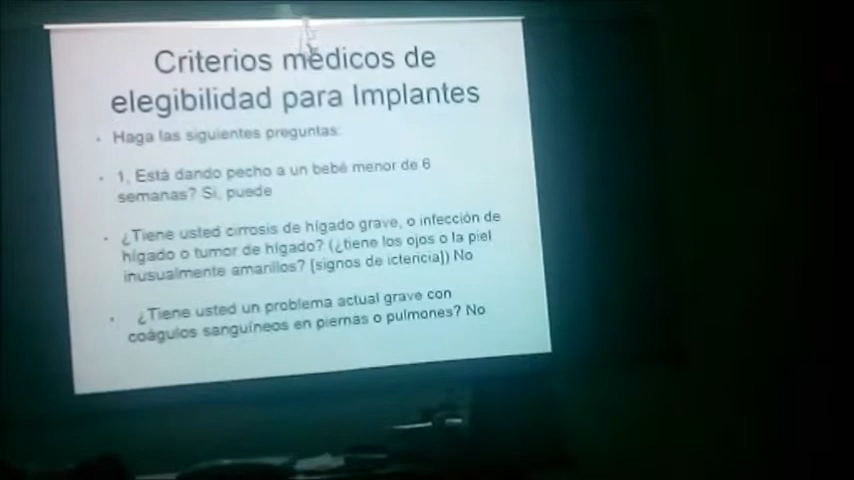 Criterios médicos de
elegibilidad para Implantes
• Haga las siguientes preguntas:
• 1, Está dando pecho a un bebé menor de 6
semanas? Si, puede
• ¿Tiene usted cirrosis de hígado grave, o infección de
hígado o tumor de hígado? (¿tiene los ojos o la piel
inusualmente amarillos? [signos de ictericia]) No
• ¿Tiene usted un problema actual grave con
coágulos sanguíneos en piernas o pulmones? No